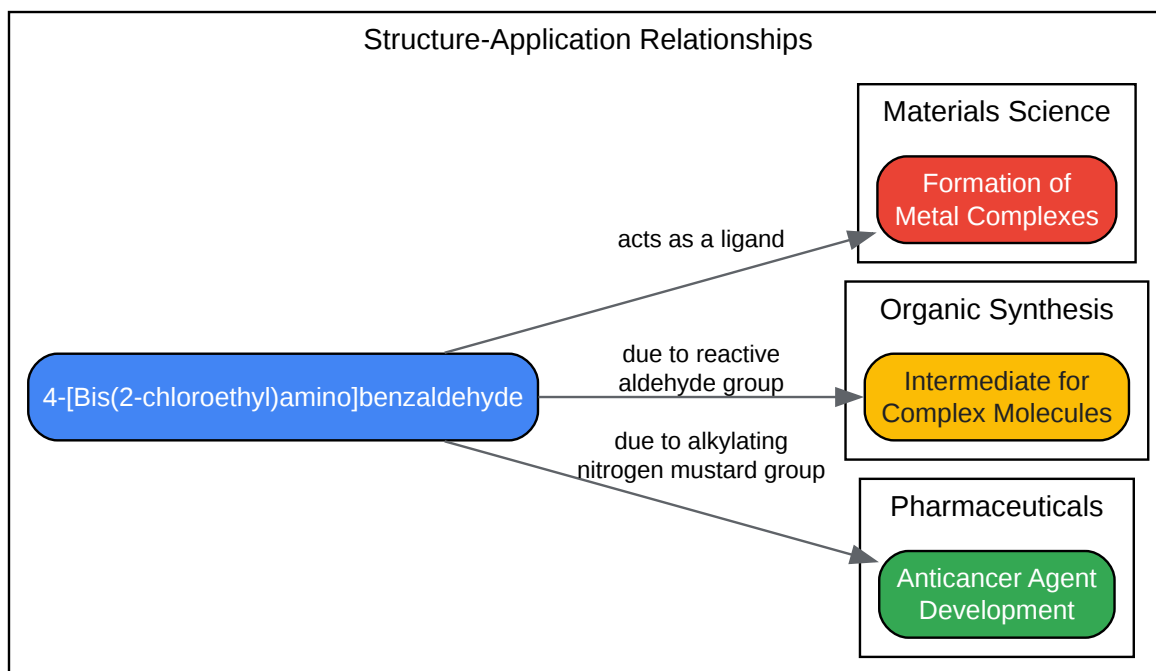 Structure-Application Relationships
Materials Science
Formation of
Metal Complexes
acts as a ligand
Organic Synthesis
due to reactive
aldehyde group
4-[Bis(2-chloroethyl)amino]benzaldehyde
Intermediate for
Complex Molecules
due to alkylating
nitrogen mustard group
Pharmaceuticals
Anticancer Agent
Development